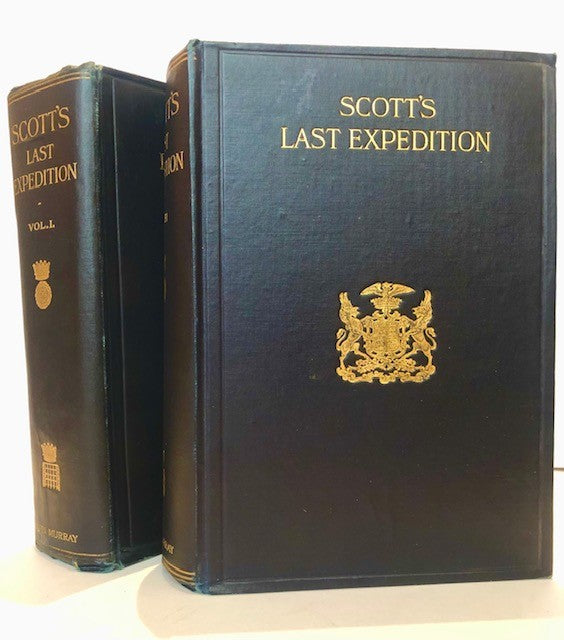 SCOTT'S
LAST
EXPEDITION
VOL. I.
MURRAY
SCOTT'S
LAST EXPEDITION